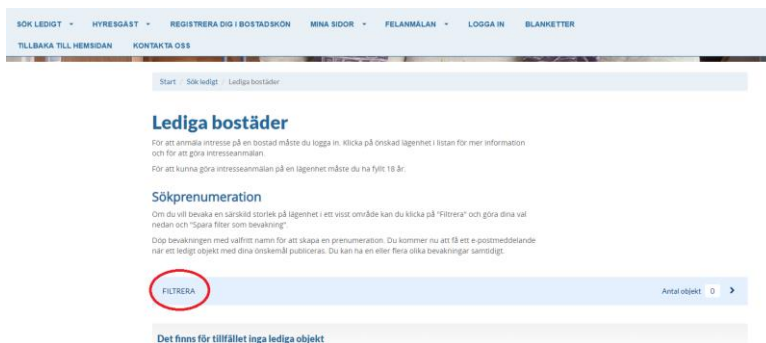 SÖK LEDIGT HYRESGÄST REGISTRERA DIG I BOSTADSKÖN MINA SIDOR FELANMÄLAN LOGGA IN BLANKETTER
TILLBAKA TILL HEMSIDAN KONTAKTA OSS
Start / Sök ledigt / Lediga bostäder
Lediga bostäder
För att anmäla intresse på en bostad måste du logga in. Klicka på önskad lägenhet i listan för mer information
och för att göra intresseanmälan.
För att kunna göra intresseanmälan på en lägenhet måste du ha fyllt 18 år.
Sökprenumeration
Om du vill bevaka en särskild storlek på lägenhet i ett visst område kan du klicka på "Filtrera" och göra dina val
nedan och "Spara filter som bevakning".
Döp bevakningen med valfritt namn för att skapa en prenumeration. Du kommer nu att få ett e-postmeddelande
när ett ledigt objekt med dina önskemål publiceras. Du kan ha en eller flera olika bevakningar samtidigt.
FILTRERA Antal objekt 0
Det finns för tillfället inga lediga objekt